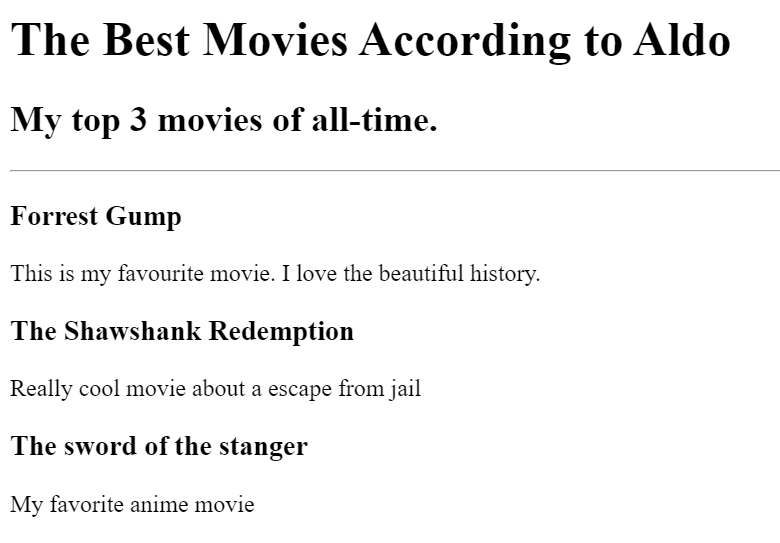 The Best Movies According to Aldo
My top 3 movies of all-time.
Forrest Gump
This is my favourite movie. I love the beautiful history.
The Shawshank Redemption
Really cool movie about a escape from jail
The sword of the stanger
My favorite anime movie